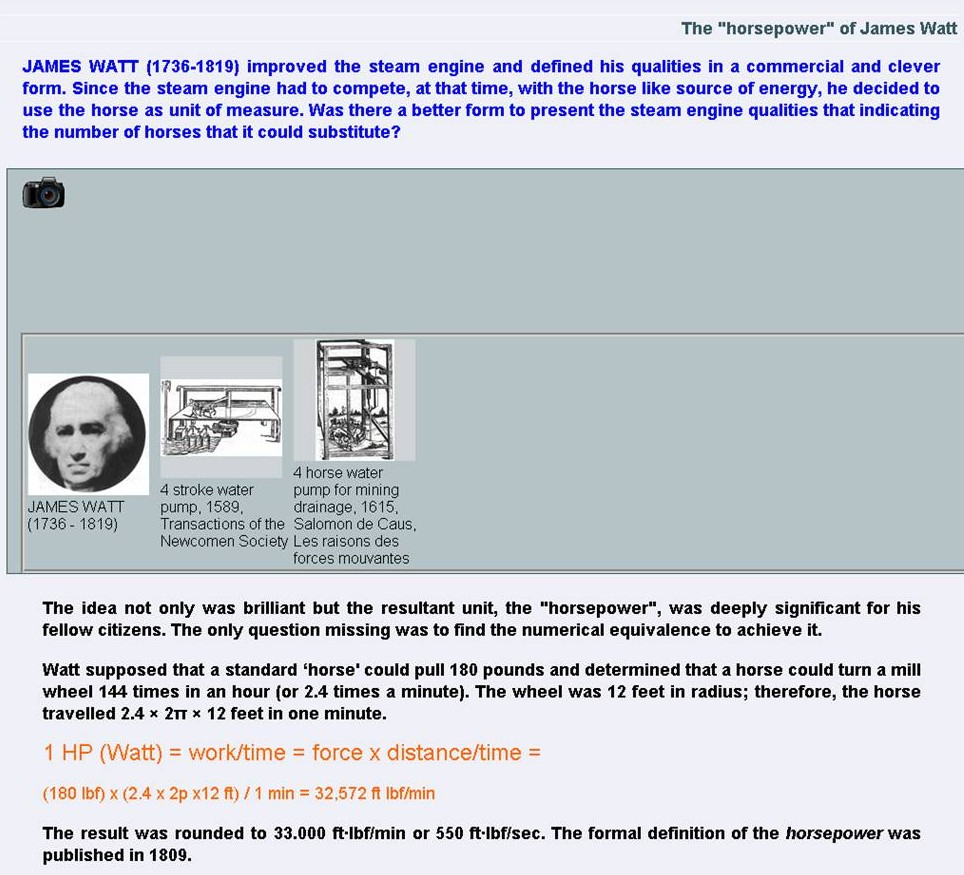 The "horsepower" of James Watt
JAMES WATT (1736-1819) improved the steam engine and defined his qualities in a commercial and clever
form. Since the steam engine had to compete, at that time, with the horse like source of energy, he decided to
use the horse as unit of measure. Was there a better form to present the steam engine qualities that indicating
the number of horses that it could substitute?
JAMES WATT
(1736 - 1819)
4 stroke water
pump, 1589,
Transactions of the
Newcomen Society
4 horse water
pump for mining
drainage, 1615,
Salomon de Caus,
Les raisons des
forces mouvantes
The idea not only was brilliant but the resultant unit, the "horsepower", was deeply significant for his
fellow citizens. The only question missing was to find the numerical equivalence to achieve it.
Watt supposed that a standard ‘horse' could pull 180 pounds and determined that a horse could turn a mill
wheel 144 times in an hour (or 2.4 times a minute). The wheel was 12 feet in radius; therefore, the horse
travelled 2.4 × 2π × 12 feet in one minute.
1 HP (Watt) = work/time = force x distance/time =
(180 lbf) x (2.4 x 2p x12 ft) / 1 min = 32,572 ft lbf/min
The result was rounded to 33.000 ft·lbf/min or 550 ft·lbf/sec. The formal definition of the horsepower was
published in 1809.